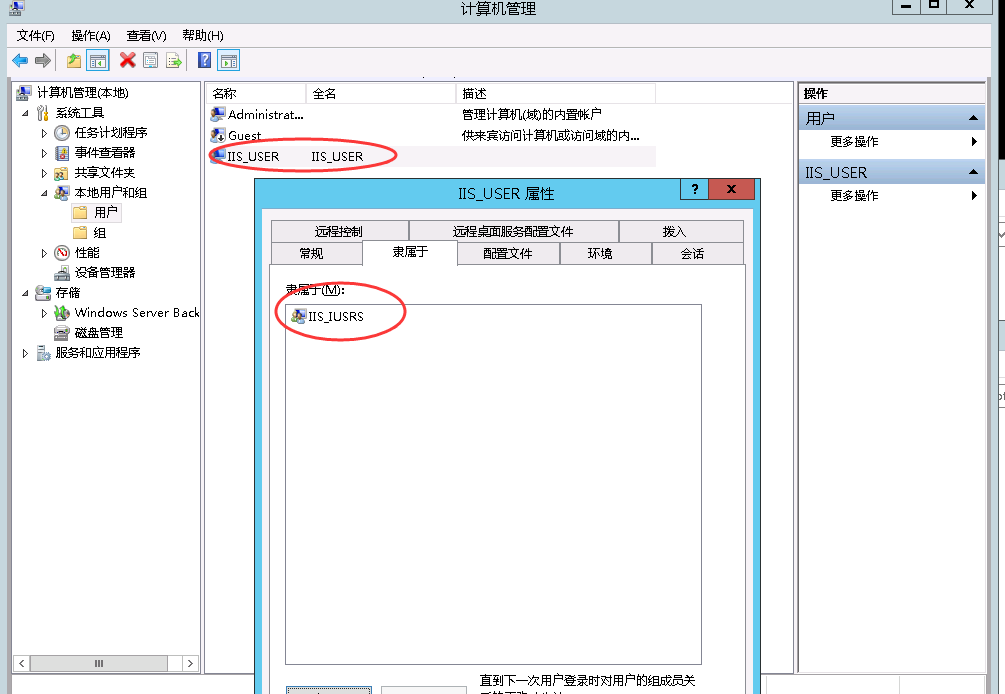 计算机管理
文件(F) 操作(A) 查看(V) 帮助(H)
计算机管理(本地)
系统工具
任务计划程序
事件查看器
共享文件夹
本地用户和组
用户
组
性能
设备管理器
存储
Windows Server Back
磁盘管理
服务和应用程序
名称 全名 描述
Administrat... 管理计算机(域)的内置帐户
Guest 供来宾访问计算机或访问域的内...
IIS_USER IIS_USER
操作
用户
更多操作
IIS_USER
更多操作
IIS_USER 属性
远程控制 远程桌面服务配置文件 拨入
常规 隶属于 配置文件 环境 会话
隶属于(M):
IIS_IUSRS
直到下一次用户登录时对用户的组成员关